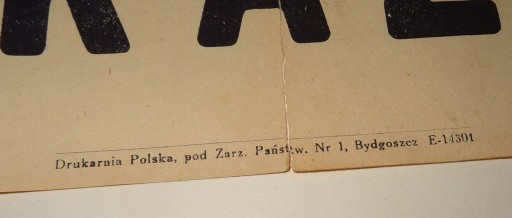 Drukarnia Polska, pod Zarz. Państw. Nr 1, Bydgoszcz E-14301